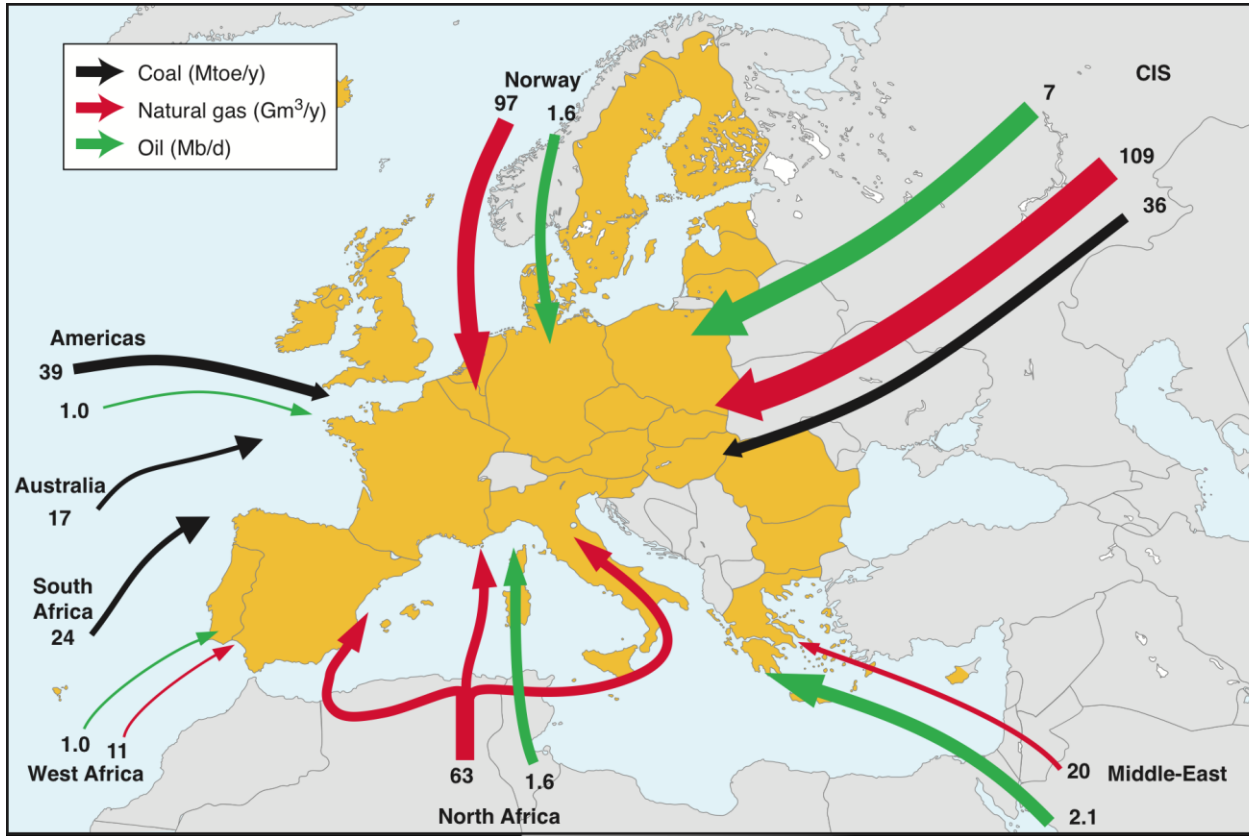 Coal (Mtoe/y)
Natural gas (Gm³/y)
Oil (Mb/d)
Norway
97
1.6
7
CIS
109
36
Americas
39
1.0
Australia
17
South
Africa
24
1.0
11
West Africa
63
1.6
North Africa
20
Middle-East
2.1